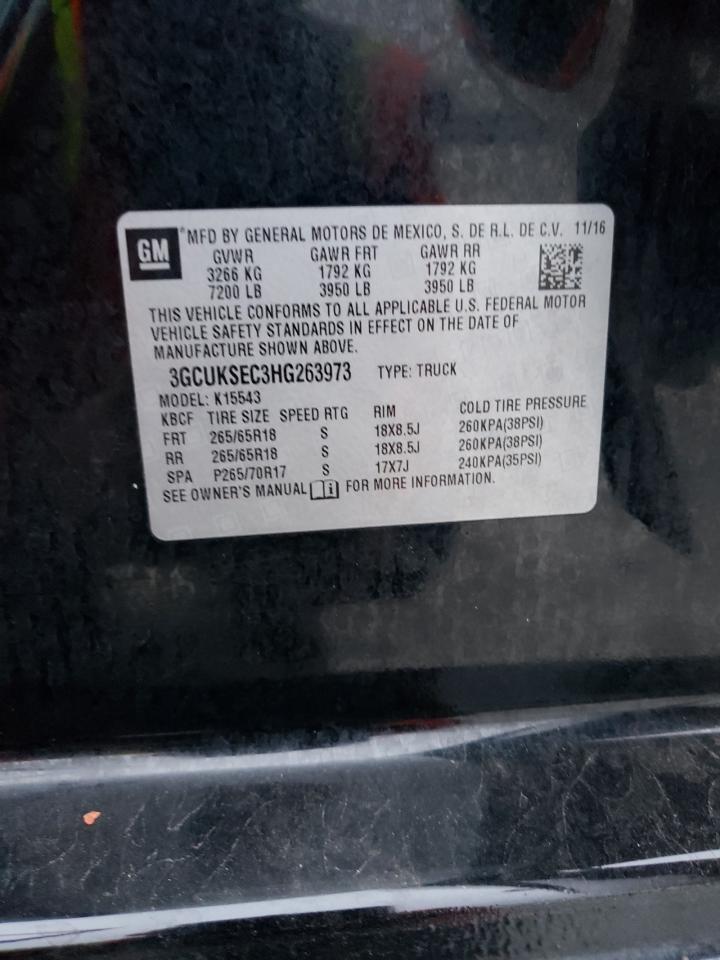 GM
MFD BY GENERAL MOTORS DE MEXICO, S. DE R.L. DE C.V. 11/16
GVWR GAWR FRT GAWR RR
3266 KG 1792 KG 1792 KG
7200 LB 3950 LB 3950 LB
THIS VEHICLE CONFORMS TO ALL APPLICABLE U.S. FEDERAL MOTOR
VEHICLE SAFETY STANDARDS IN EFFECT ON THE DATE OF
MANUFACTURE SHOWN ABOVE.
3GCUKSEC3HG263973 TYPE: TRUCK
MODEL: K15543
KBCF TIRE SIZE SPEED RTG RIM COLD TIRE PRESSURE
FRT 265/65R18 S 18X8.5J 260KPA(38PSI)
RR 265/65R18 S 18X8.5J 260KPA(38PSI)
SPA P265/70R17 S 17X7J 240KPA(35PSI)
SEE OWNER'S MANUAL FOR MORE INFORMATION.